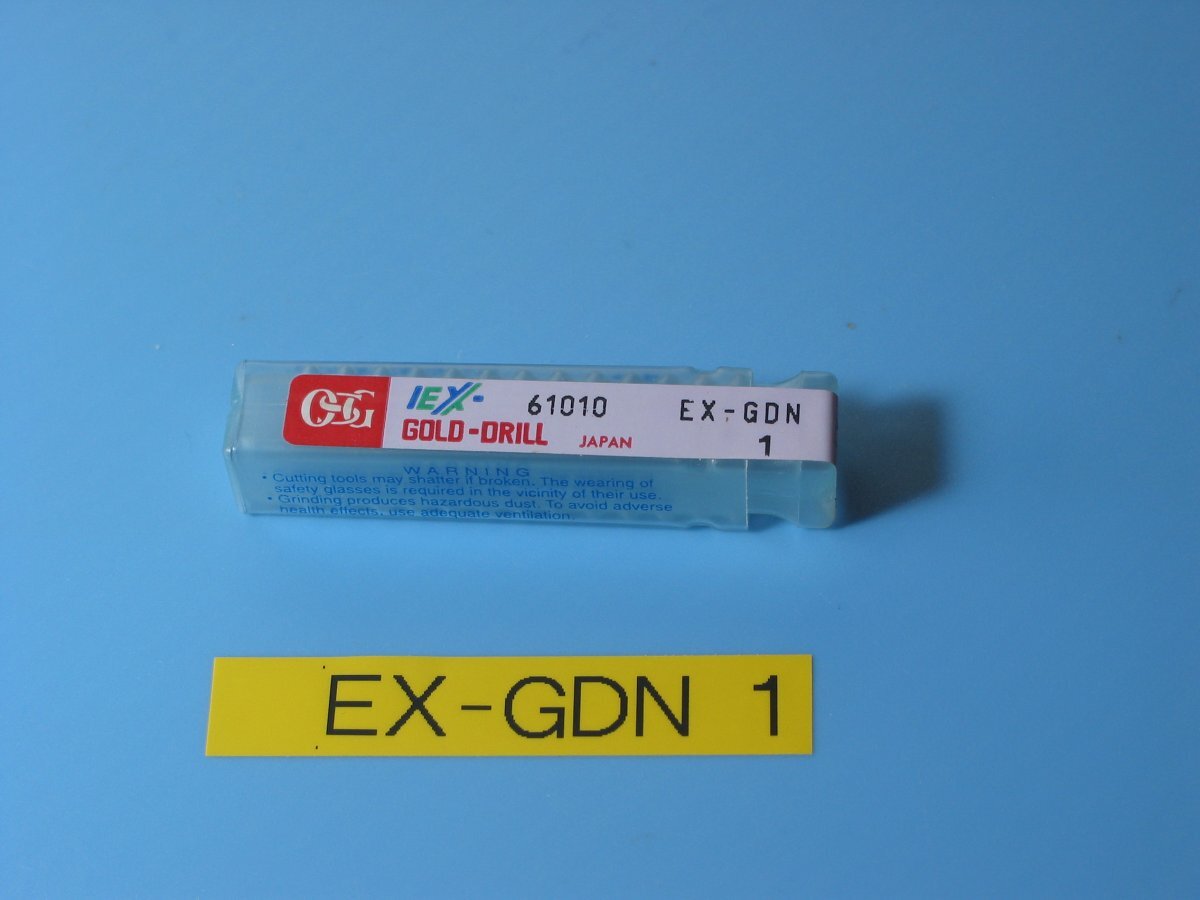 OSG EX- 61010 EX-GDN
GOLD-DRILL JAPAN 1
WARNING
• Cutting tools may shatter if broken. The wearing of
safety glasses is required in the vicinity of their use.
• Grinding produces hazardous dust. To avoid adverse
health effects, use adequate ventilation.
EX-GDN 1